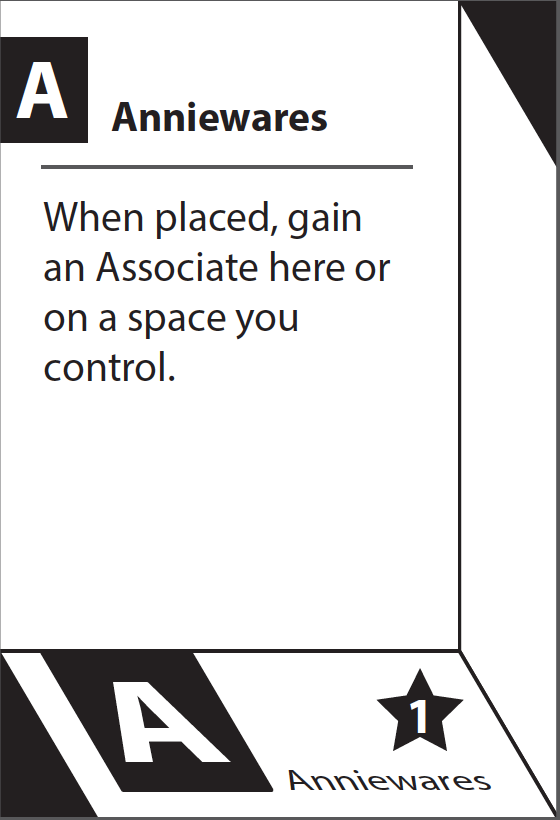 A
Anniewares
When placed, gain
an Associate here or
on a space you
control.
A
1
Anniewares